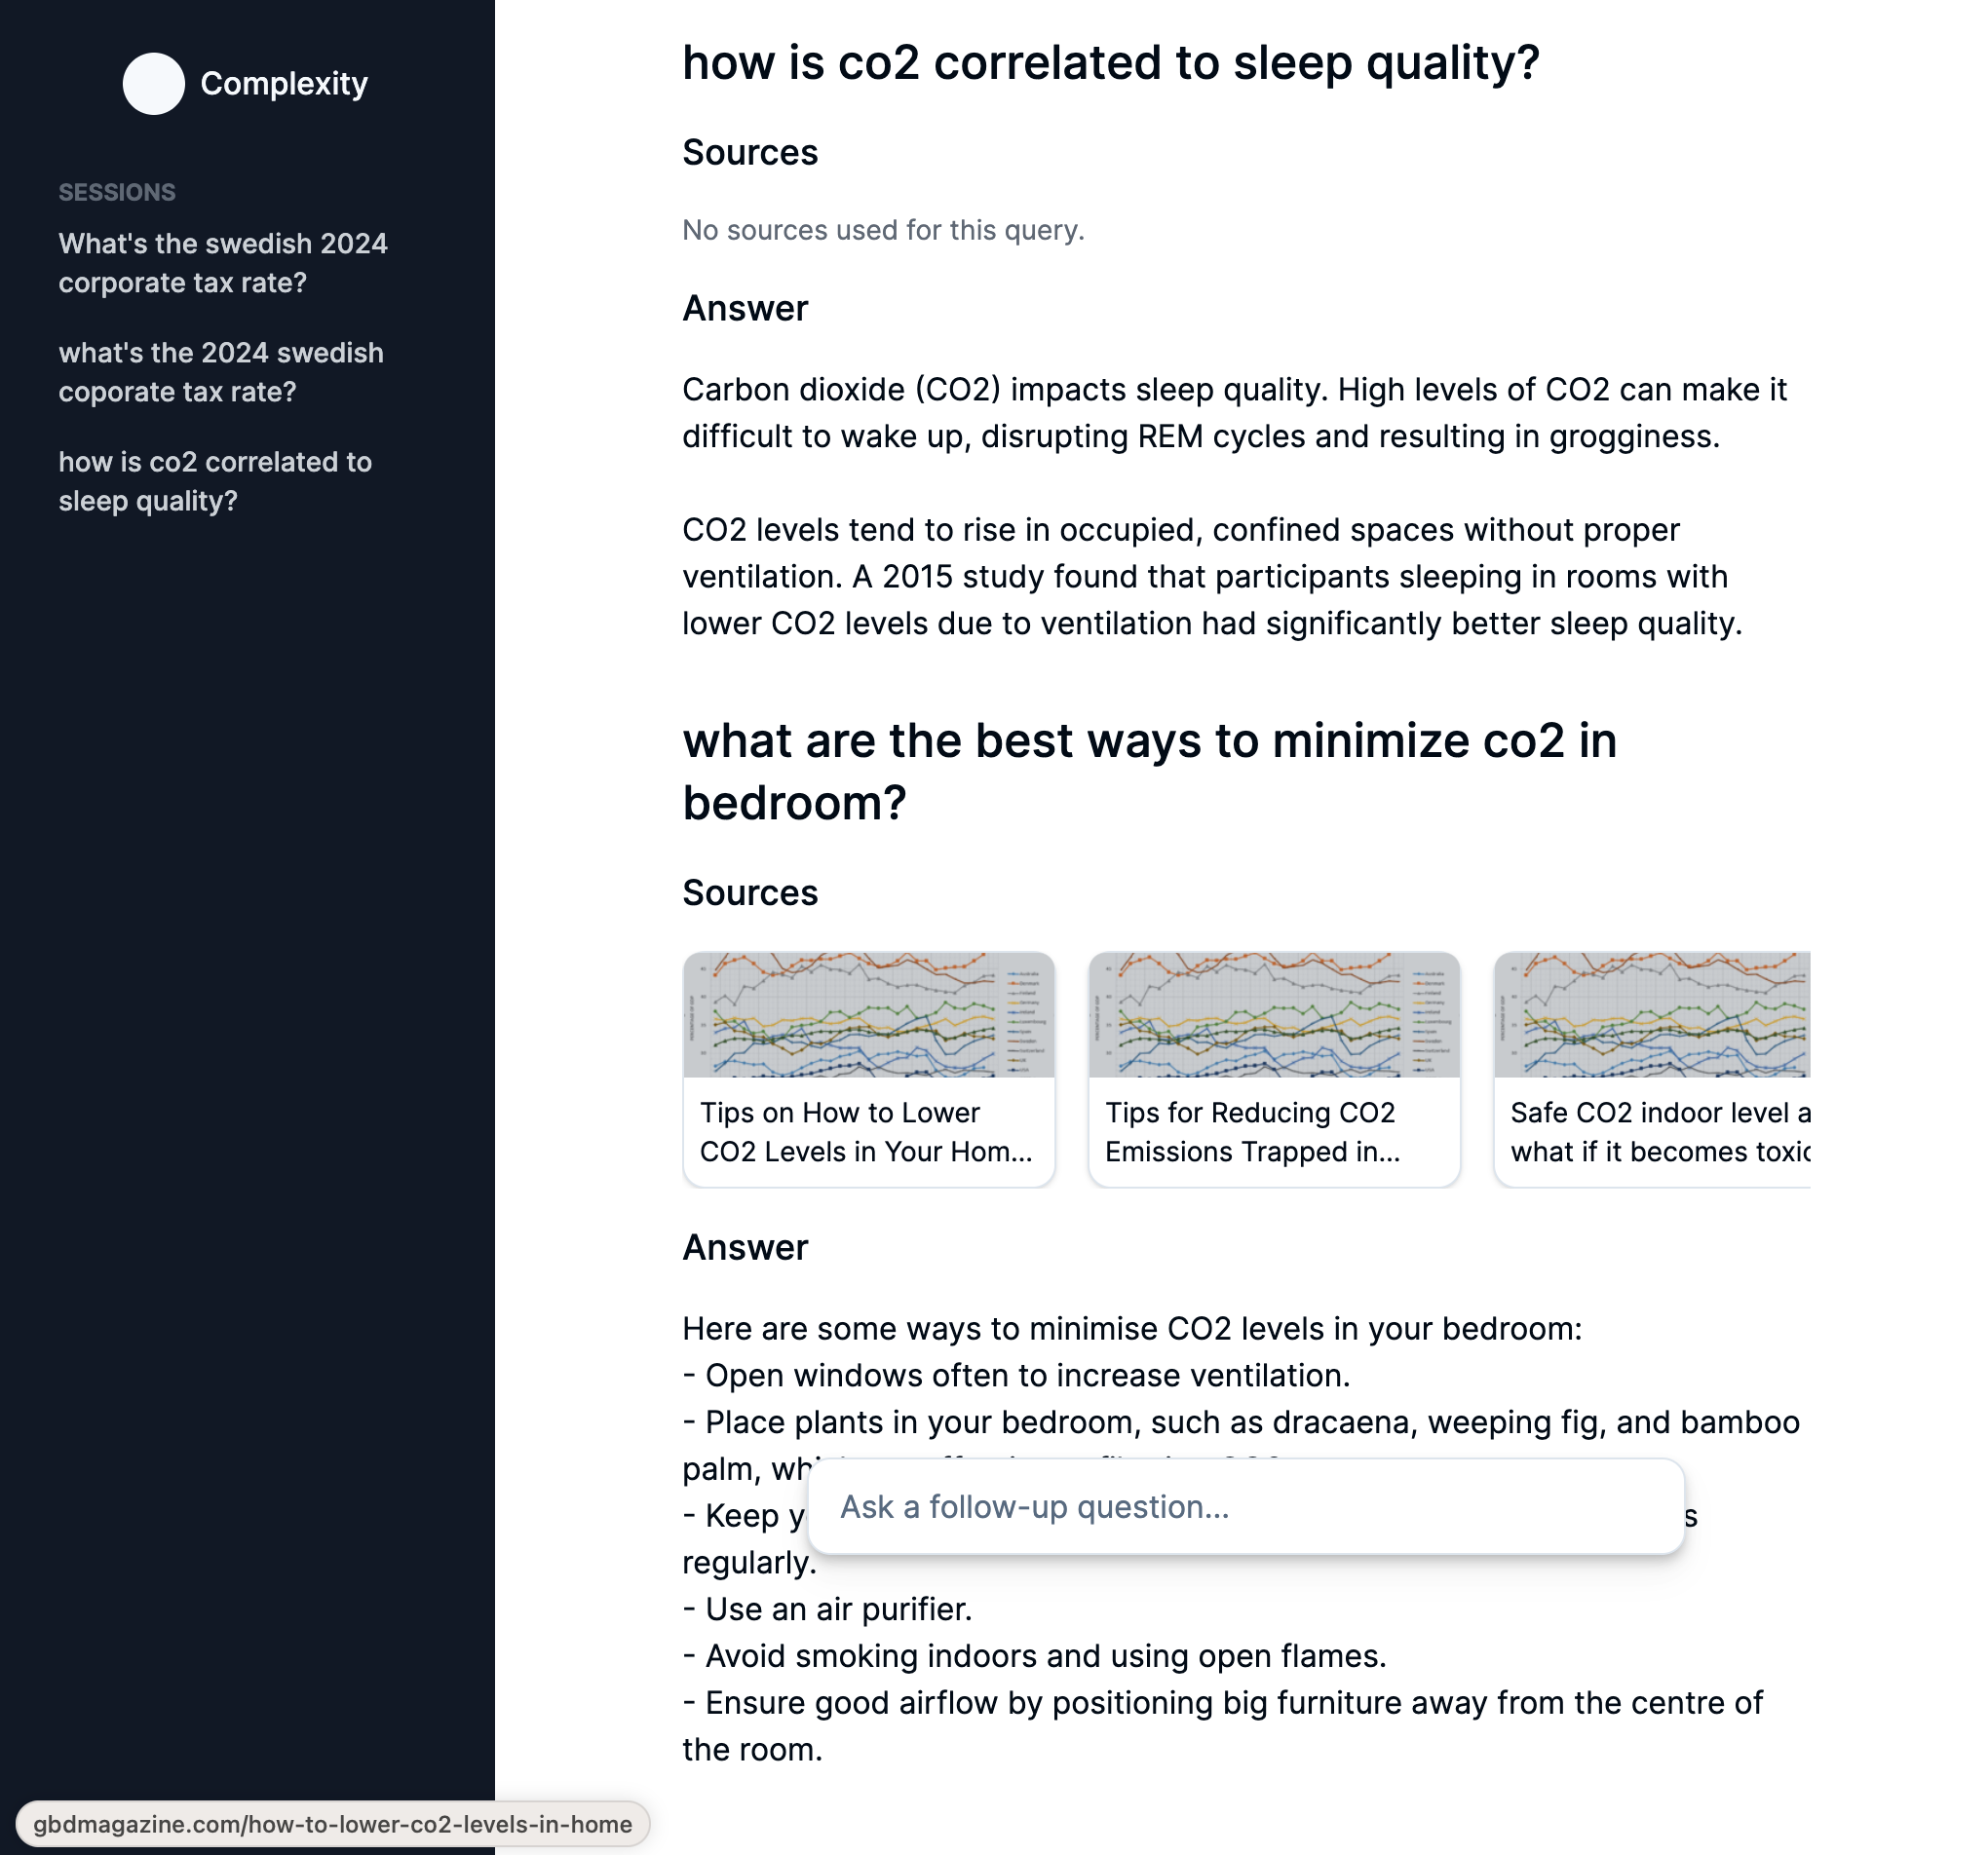 Complexity
SESSIONS
What's the swedish 2024
corporate tax rate?
what's the 2024 swedish
coporate tax rate?
how is co2 correlated to
sleep quality?
how is co2 correlated to sleep quality?
Sources
No sources used for this query.
Answer
Carbon dioxide (CO2) impacts sleep quality. High levels of CO2 can make it
difficult to wake up, disrupting REM cycles and resulting in grogginess.
CO2 levels tend to rise in occupied, confined spaces without proper
ventilation. A 2015 study found that participants sleeping in rooms with
lower CO2 levels due to ventilation had significantly better sleep quality.
what are the best ways to minimize co2 in
bedroom?
Sources
Tips on How to Lower
CO2 Levels in Your Hom...
Tips for Reducing CO2
Emissions Trapped in...
Safe CO2 indoor level a
what if it becomes toxic
Answer
Here are some ways to minimise CO2 levels in your bedroom:
- Open windows often to increase ventilation.
- Place plants in your bedroom, such as dracaena, weeping fig, and bamboo
palm,
- Keep
regularly.
- Use an air purifier.
- Avoid smoking indoors and using open flames.
- Ensure good airflow by positioning big furniture away from the centre of
the room.
Ask a follow-up question...
gbdmagazine.com/how-to-lower-co2-levels-in-home